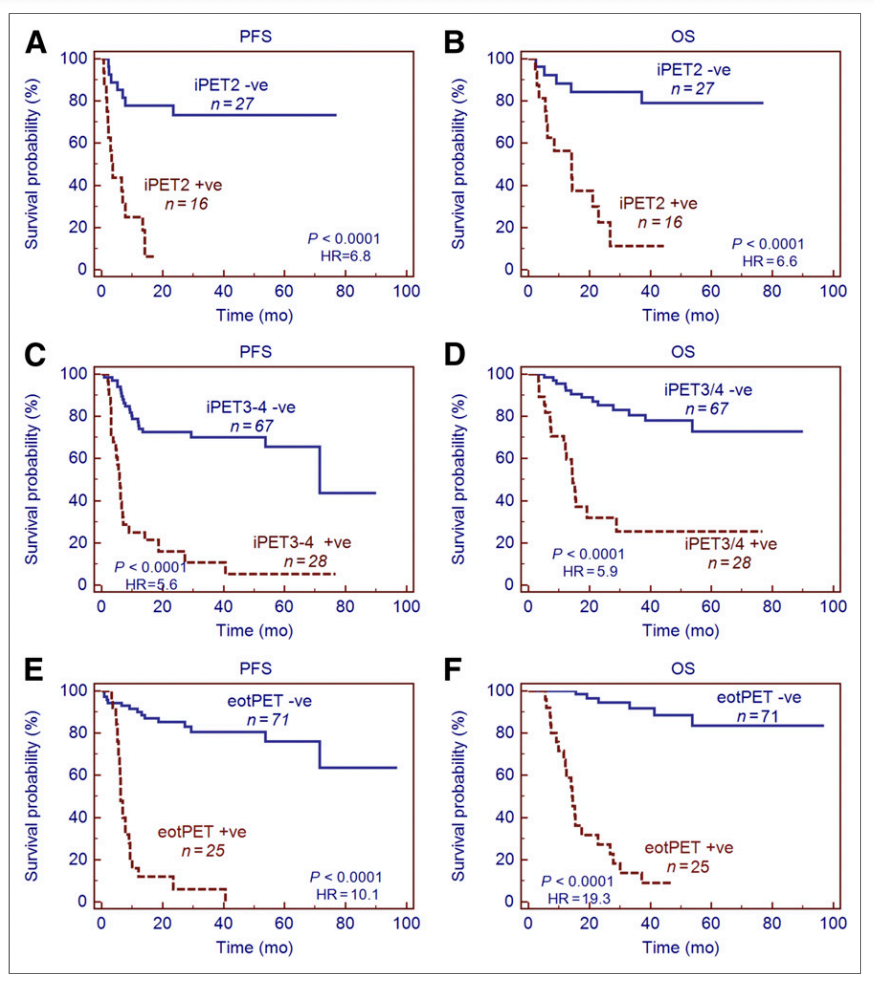 A
PFS
Survival probability (%)
100
80
60
40
20
0
iPET2 -ve
n=27
iPET2 +ve
n=16
P < 0.0001
HR=6.8
0 20 40 60 80 100
Time (mo)
B
OS
Survival probability (%)
100
80
60
40
20
0
iPET2 -ve
n=27
iPET2 +ve
n=16
P < 0.0001
HR=6.6
0 20 40 60 80 100
Time (mo)
C
PFS
Survival probability (%)
100
80
60
40
20
0
iPET3-4 -ve
n=67
iPET3-4 +ve
n=28
P < 0.0001
HR=5.6
0 20 40 60 80 100
Time (mo)
D
OS
Survival probability (%)
100
80
60
40
20
0
iPET3/4 -ve
n=67
iPET3/4 +ve
n=28
P < 0.0001
HR=5.9
0 20 40 60 80 100
Time (mo)
E
PFS
Survival probability (%)
100
80
60
40
20
0
eotPET -ve
n=71
eotPET +ve
n=25
P < 0.0001
HR=10.1
0 20 40 60 80 100
Time (mo)
F
OS
Survival probability (%)
100
80
60
40
20
0
eotPET -ve
n=71
eotPET +ve
n=25
P < 0.0001
HR=19.3
0 20 40 60 80 100
Time (mo)